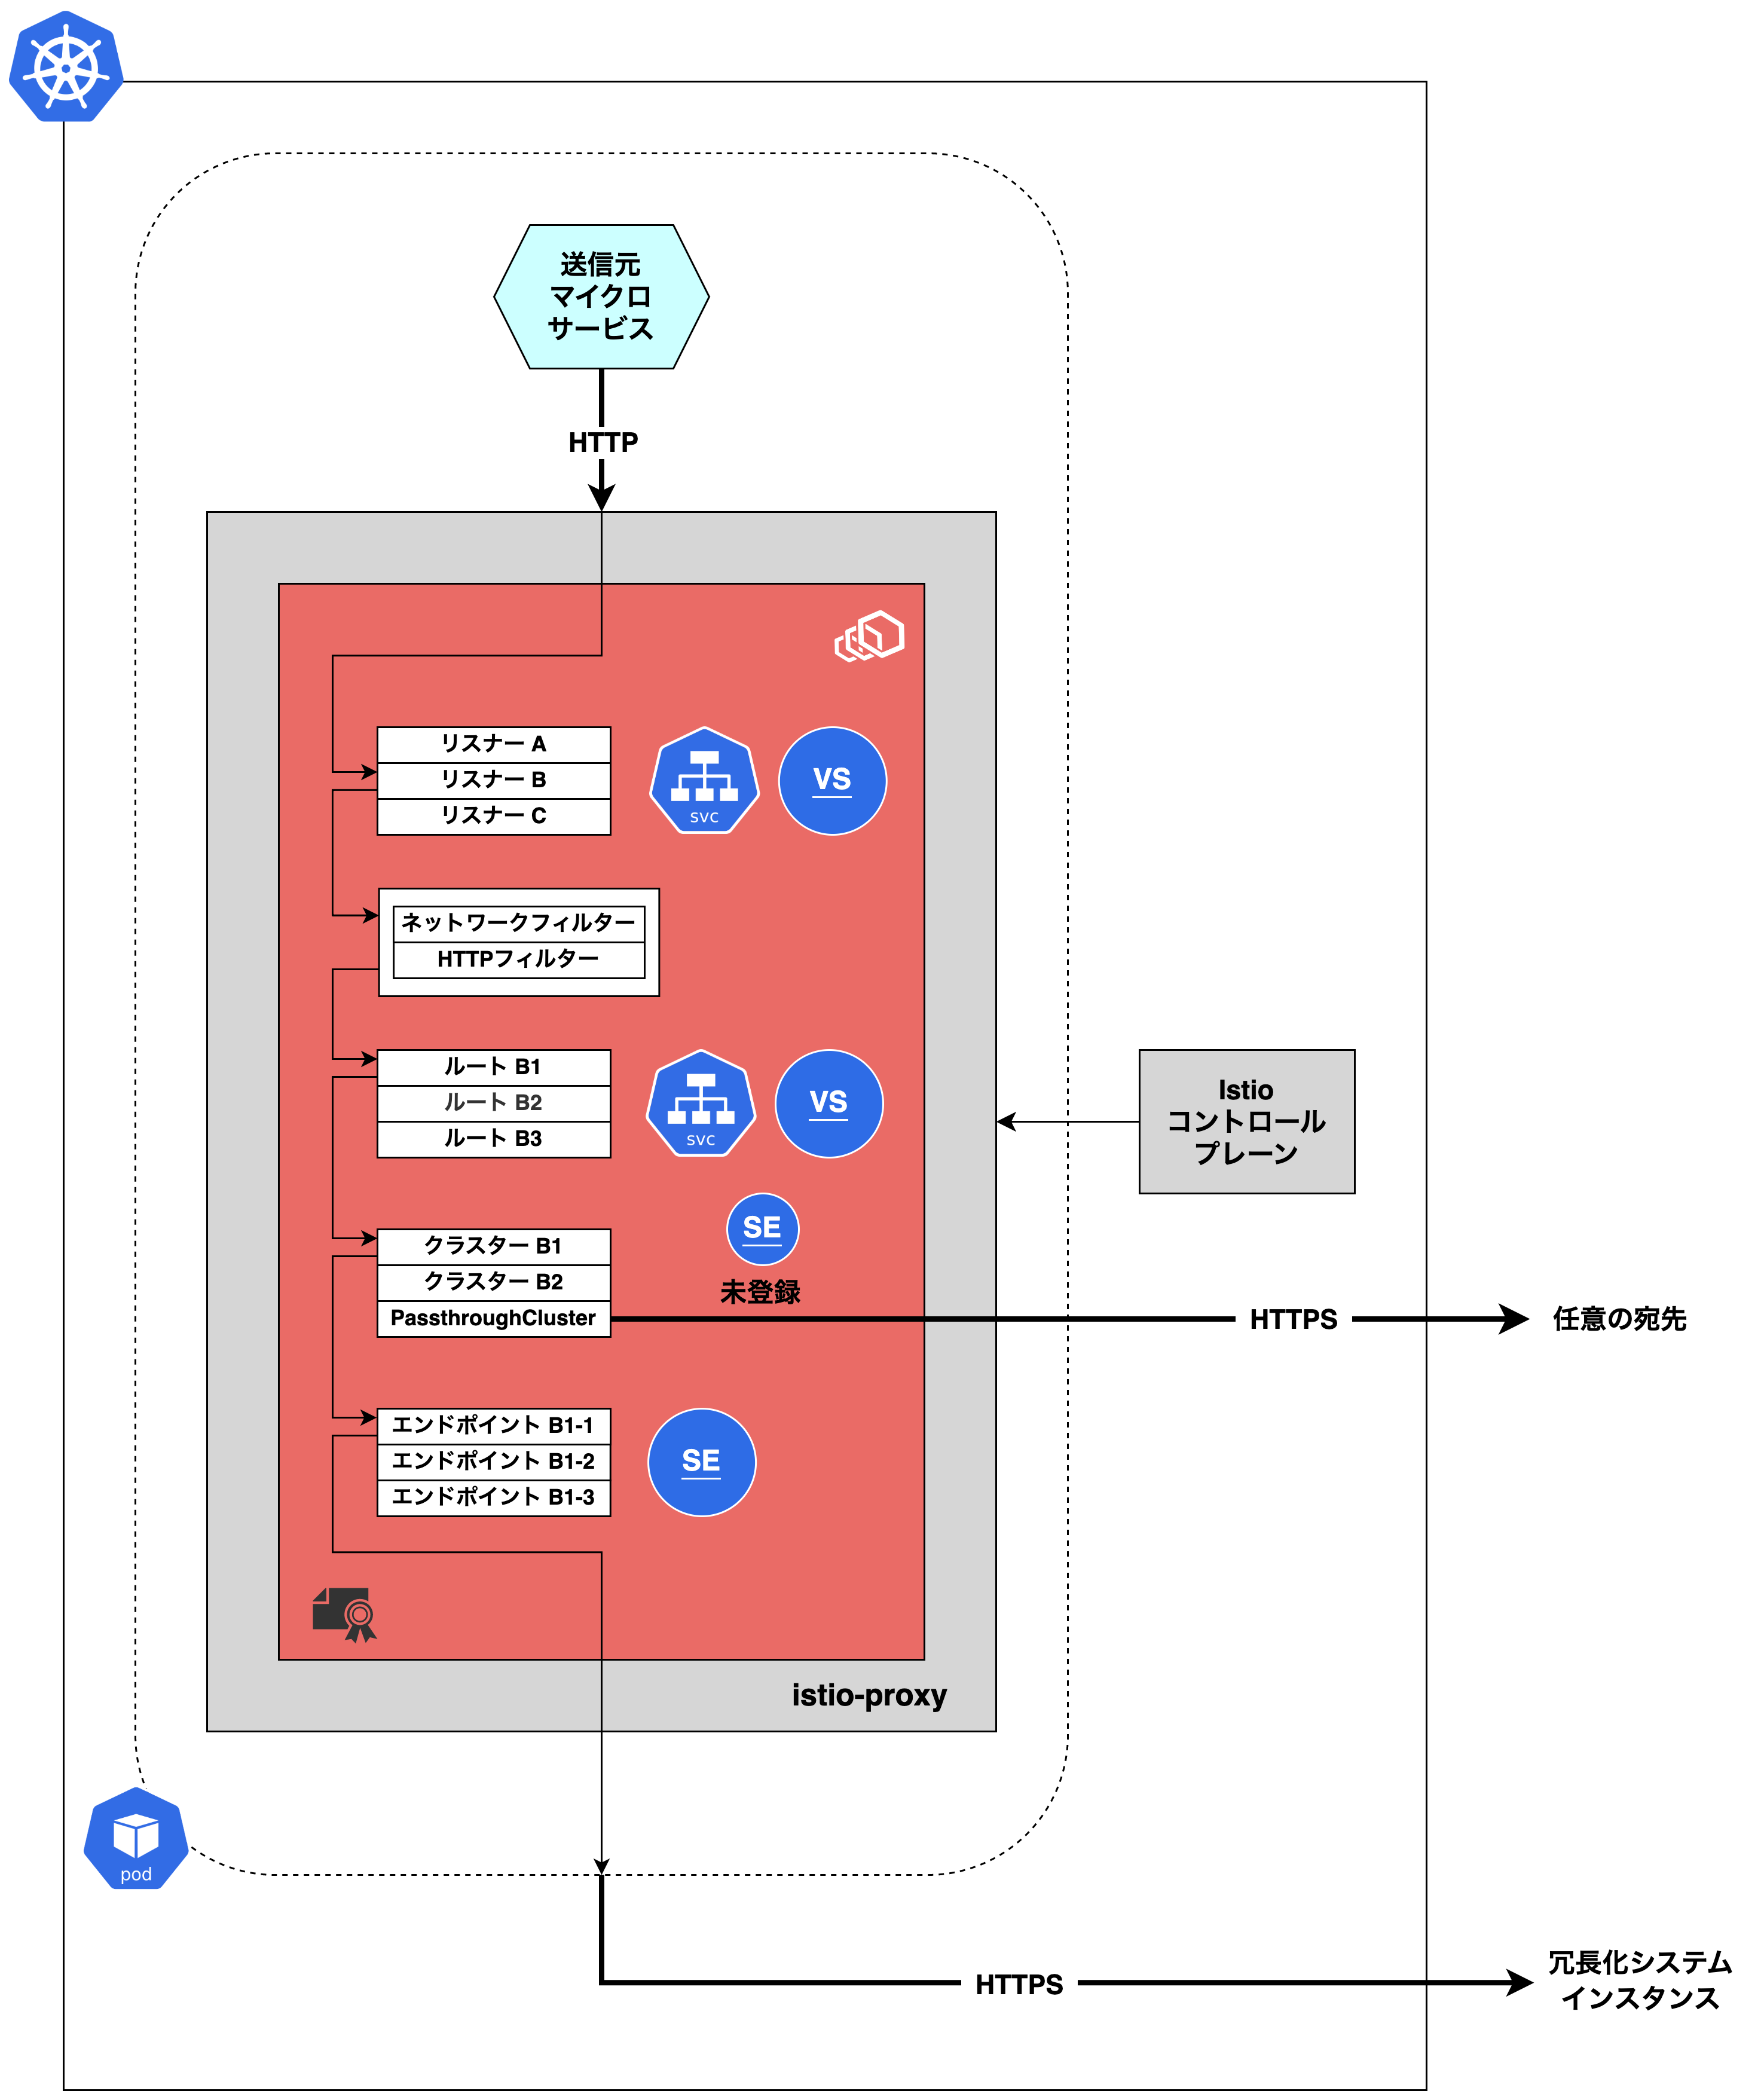 送信元
マイクロ
サービス
HTTP
リスナー A
リスナー B
リスナー C
svc
VS
ネットワークフィルター
HTTPフィルター
ルート B1
ルート B2
ルート B3
svc
VS
Istio
コントロール
プレーン
SE
未登録
クラスター B1
クラスター B2
PassthroughCluster
HTTPS
任意の宛先
エンドポイント B1-1
エンドポイント B1-2
エンドポイント B1-3
SE
istio-proxy
pod
HTTPS
冗長化システム
インスタンス